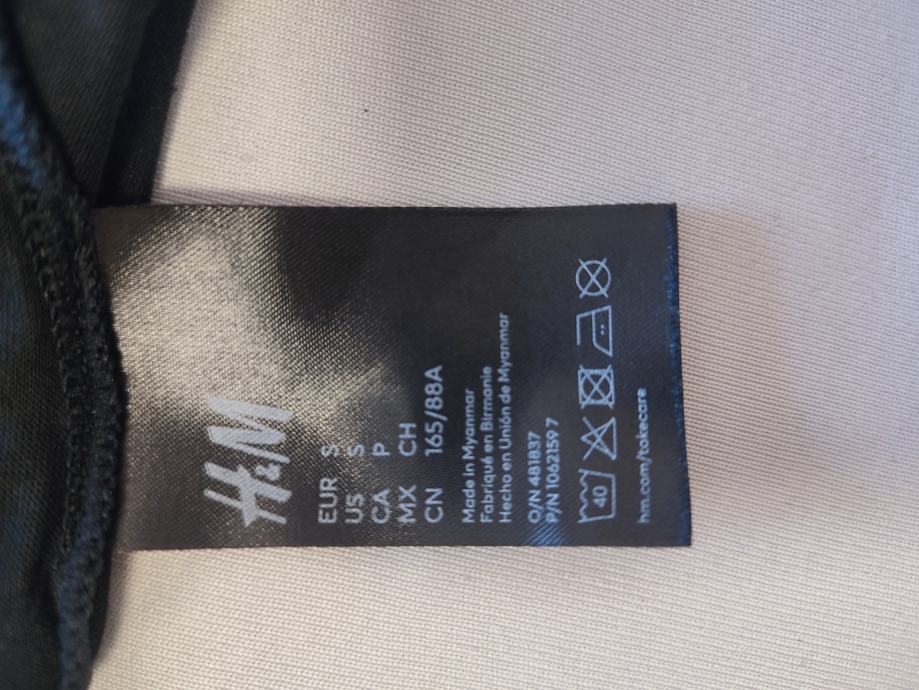 H&M
EUR S
US S
CA P
MX CH
CN 165/88A
Made in Myanmar
Fabriqué en Birmanie
Hecho en Unión de Myanmar
O/N 481837
P/N 10621597
40
hm.com/takecare